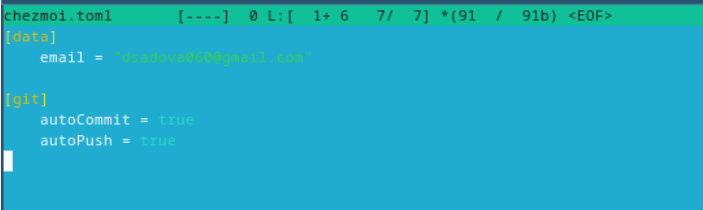 chezmoi.toml [----] 0 L:[ 1+ 6 7/ 7] *(91 / 91b) <EOF>
[data]
email = "dsadova060@gmail.com"
[git]
autoCommit = true
autoPush = true